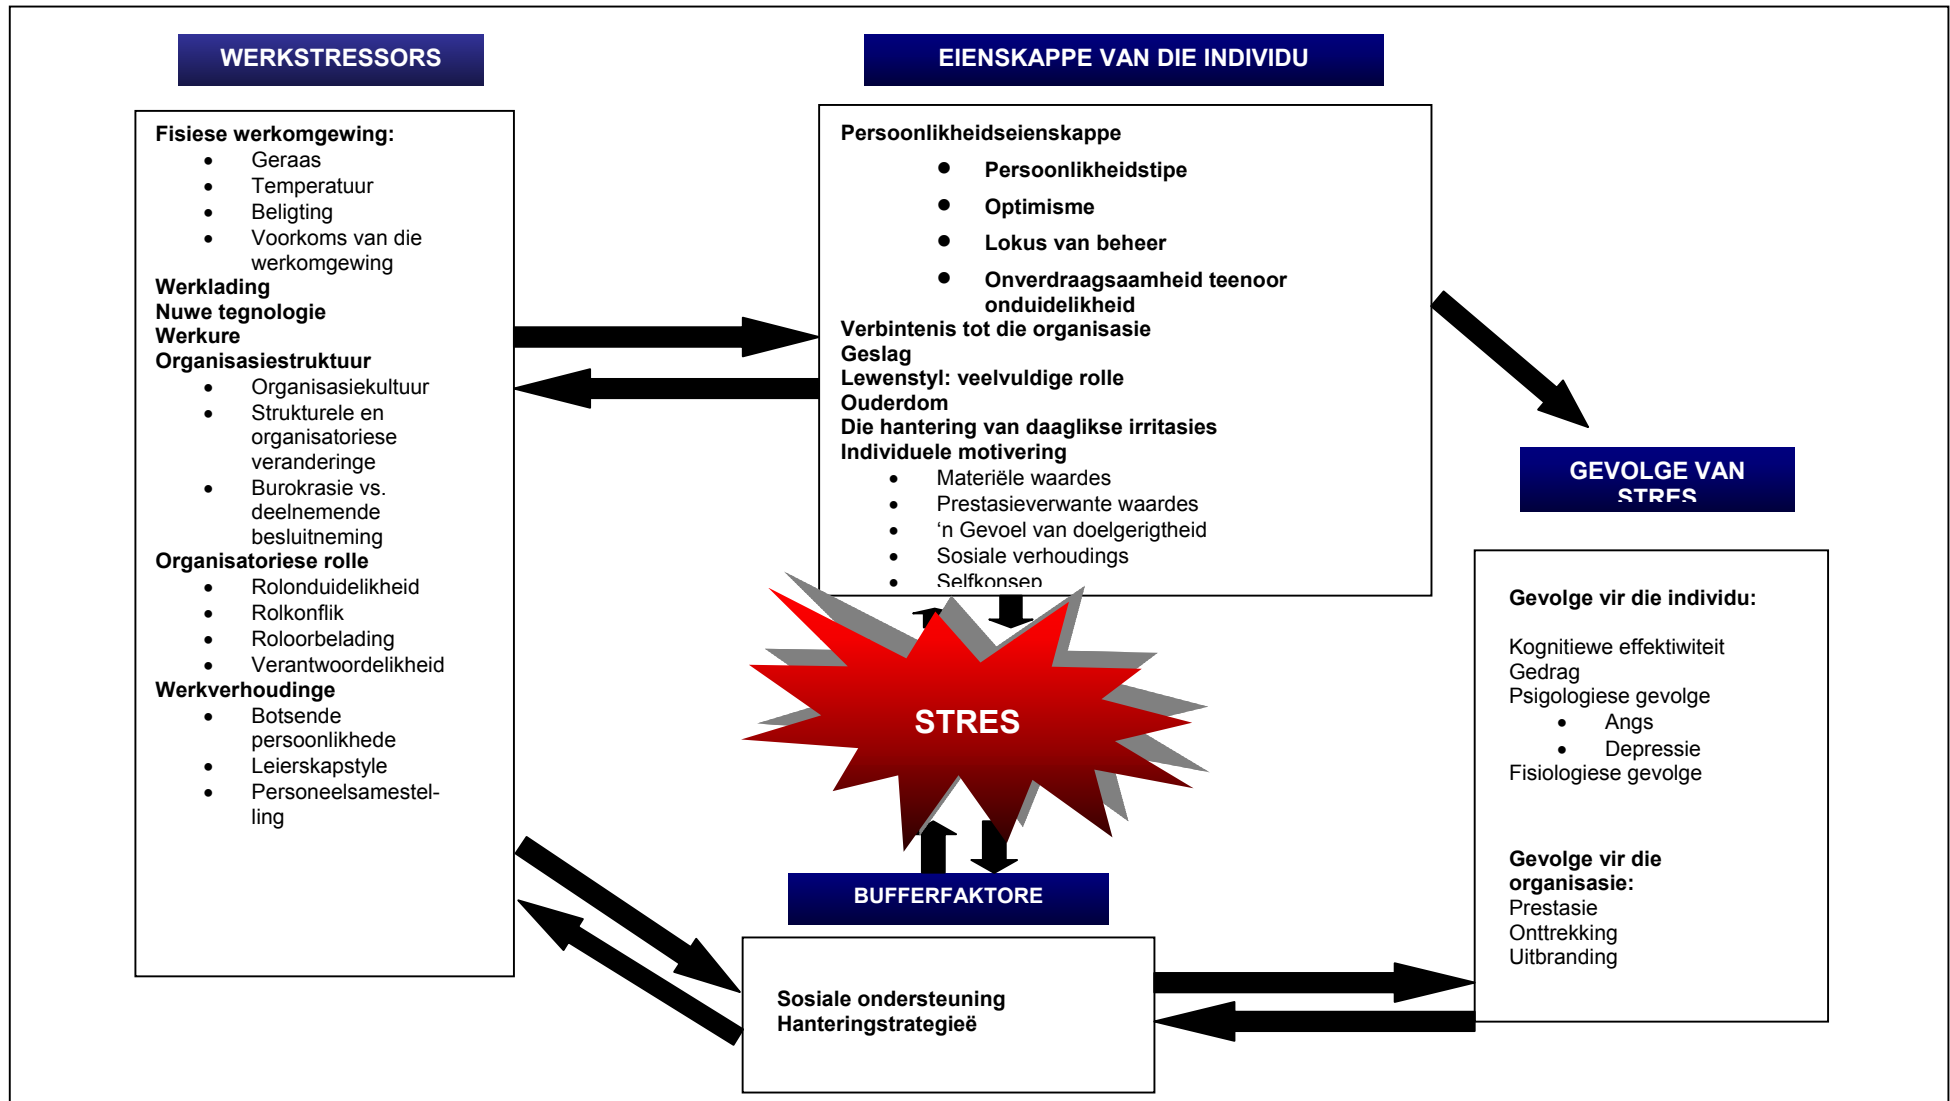 WERKSTRESSORS
Fisiese werkomgewing:
• Geraas
• Temperatuur
• Beligting
• Voorkoms van die
werkomgewing
Werklading
Nuwe tegnologie
Werkure
Organisasiestruktuur
• Organisasiekultuur
• Strukturele en
organisatoriese
veranderinge
• Burokrasie vs.
deelnemende
besluitneming
Organisatoriese rolle
• Rolonduidelikheid
• Rolkonflik
• Roloorbelading
• Verantwoordelikheid
Werkverhoudinge
• Botsende
persoonlikhede
• Leierskapstyle
• Personeelsamestel-
ling
EIENSKAPPE VAN DIE INDIVIDU
Persoonlikheidseienskappe
• Persoonlikheidstipe
• Optimisme
• Lokus van beheer
• Onverdraagsaamheid teenoor
onduidelikheid
Verbintenis tot die organisasie
Geslag
Lewenstyl: veelvuldige rolle
Ouderdom
Die hantering van daaglikse irritasies
Individuele motivering
• Materiële waardes
• Prestasieverwante waardes
• ‘n Gevoel van doelgerigtheid
• Sosiale verhoudings
• Selfkonsep
STRES
BUFFERFAKTORE
Sosiale ondersteuning
Hanteringstrategieë
GEVOLGE VAN
STRES
Gevolge vir die individu:
Kognitiewe effektiwiteit
Gedrag
Psigologiese gevolge
• Angs
• Depressie
Fisiologiese gevolge
Gevolge vir die
organisasie:
Prestasie
Onttrekking
Uitbranding